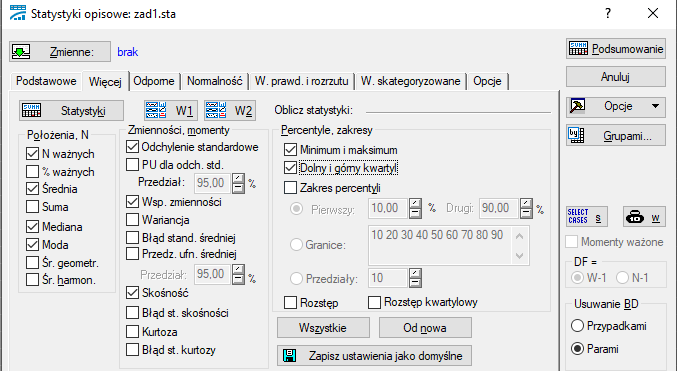 Statystyki opisowe: zad1.sta ? ×
Zmienne: brak
Podsumowanie
Podstawowe Więcej Odporne Normalność W. prawd. i rozrzutu W. skategoryzowane Opcje
Anuluj
Statystyki W1 W2 Oblicz statystyki:
Opcje
Grupami...
Położenia, N
N ważnych
% ważnych
Średnia
Suma
Mediana
Moda
Śr. geometr.
Śr. harmon.
Zmienności, momenty
Odchylenie standardowe
PU dla odch. std.
Przedział: 95,00 %
Wsp. zmienności
Wariancja
Błąd stand. średniej
Przedz. ufn. średniej
Przedział: 95,00 %
Skośność
Błąd st. skośności
Kurtoza
Błąd st. kurtozy
Percentyle, zakresy
Minimum i maksimum
Dolny i górny kwartyl
Zakres percentyli
Pierwszy: 10,00 % Drugi: 90,00 %
Granice: 10 20 30 40 50 60 70 80 90
Przedziały: 10
Rozstęp Rozstęp kwartylowy
Wszystkie Od nowa
Zapisz ustawienia jako domyślne
SELECT CASES S W
Momenty ważone
DF =
W-1 N-1
Usuwanie BD
Przypadkami
Parami